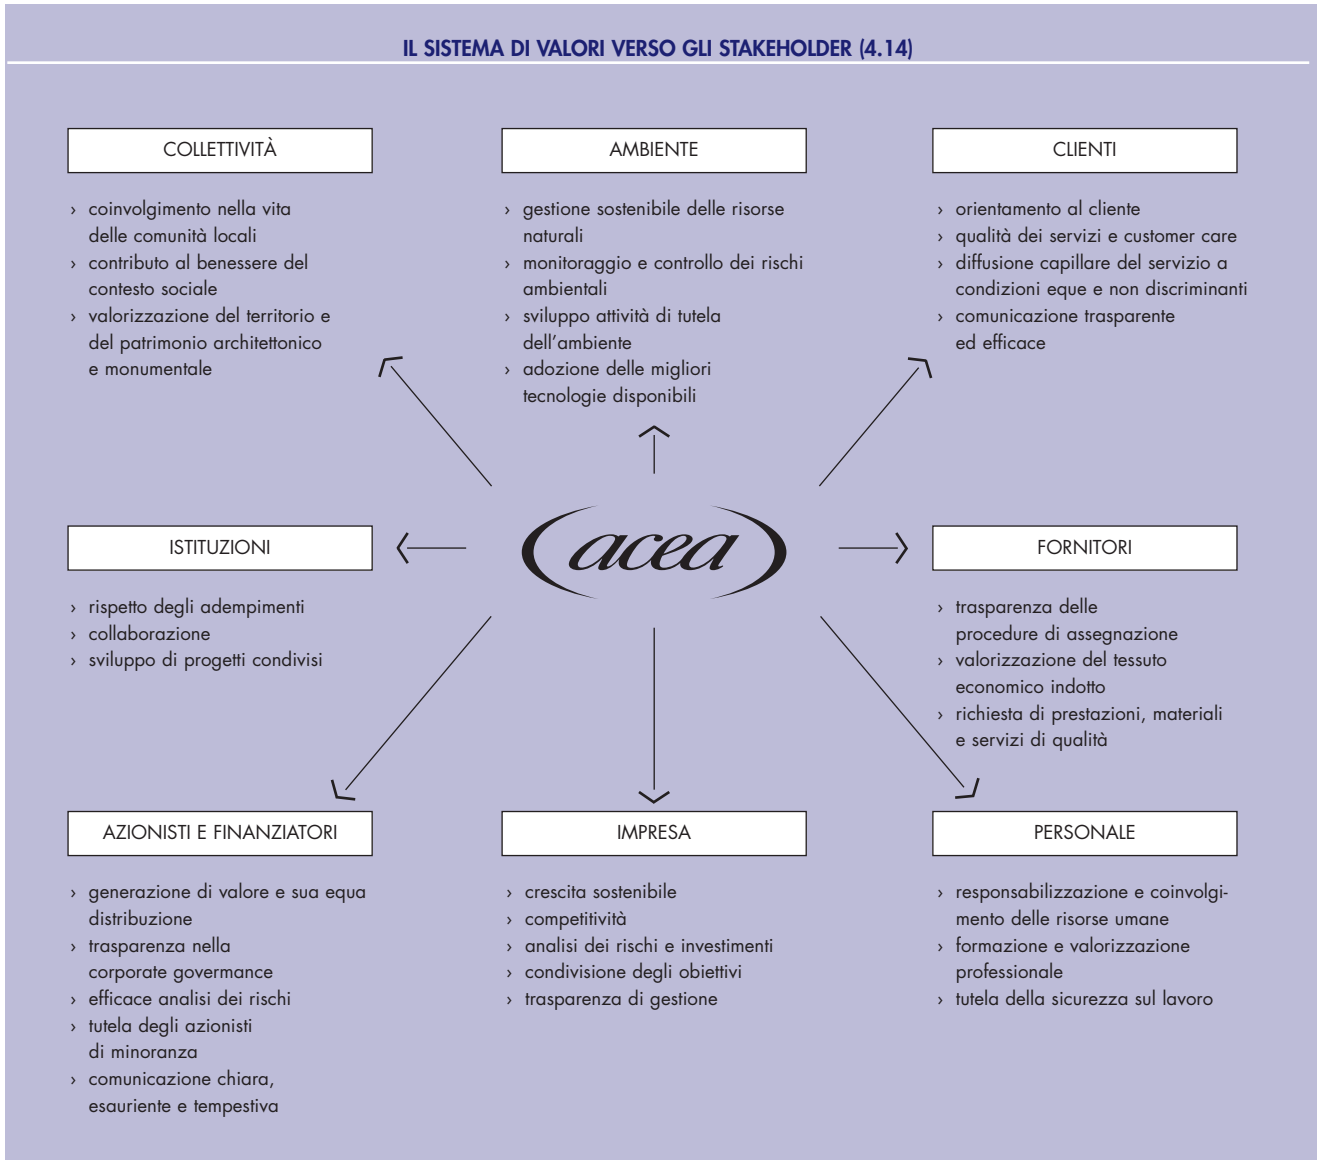 IL SISTEMA DI VALORI VERSO GLI STAKEHOLDER (4.14)
COLLETTIVITÀ
› coinvolgimento nella vita
delle comunità locali
› contributo al benessere del
contesto sociale
› valorizzazione del territorio e
del patrimonio architettonico
e monumentale
AMBIENTE
› gestione sostenibile delle risorse
naturali
› monitoraggio e controllo dei rischi
ambientali
› sviluppo attività di tutela
dell'ambiente
› adozione delle migliori
tecnologie disponibili
CLIENTI
› orientamento al cliente
› qualità dei servizi e customer care
› diffusione capillare del servizio a
condizioni eque e non discriminanti
› comunicazione trasparente
ed efficace
ISTITUZIONI
› rispetto degli adempimenti
› collaborazione
› sviluppo di progetti condivisi
acea
FORNITORI
› trasparenza delle
procedure di assegnazione
› valorizzazione del tessuto
economico indotto
› richiesta di prestazioni, materiali
e servizi di qualità
AZIONISTI E FINANZIATORI
› generazione di valore e sua equa
distribuzione
› trasparenza nella
corporate governance
› efficace analisi dei rischi
› tutela degli azionisti
di minoranza
› comunicazione chiara,
esauriente e tempestiva
IMPRESA
› crescita sostenibile
› competitività
› analisi dei rischi e investimenti
› condivisione degli obiettivi
› trasparenza di gestione
PERSONALE
› responsabilizzazione e coinvolgi-
mento delle risorse umane
› formazione e valorizzazione
professionale
› tutela della sicurezza sul lavoro